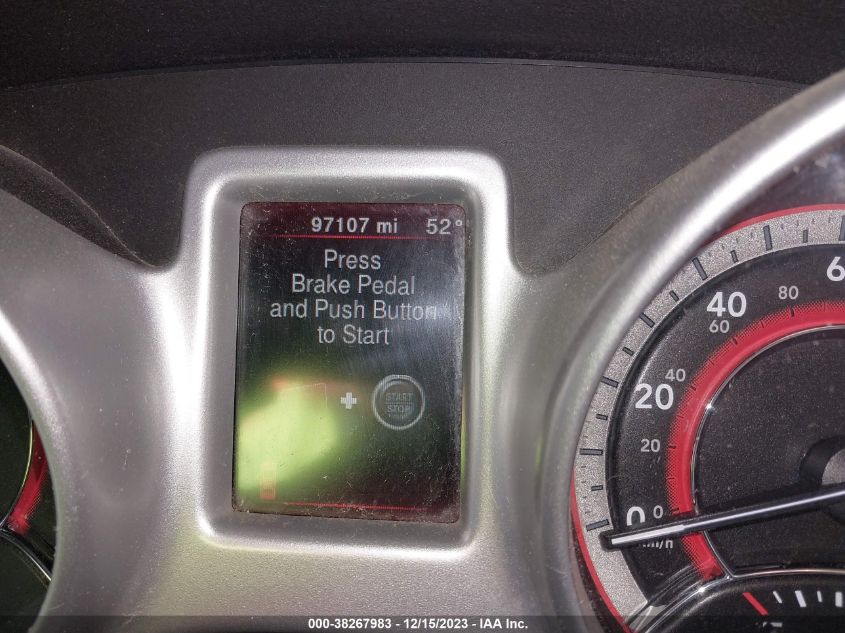 97107 mi 52°
Press
Brake Pedal
and Push Button
to Start
START
STOP
40
80
60
20
40
20
0
0
000-38267983 - 12/15/2023 - IAA Inc.